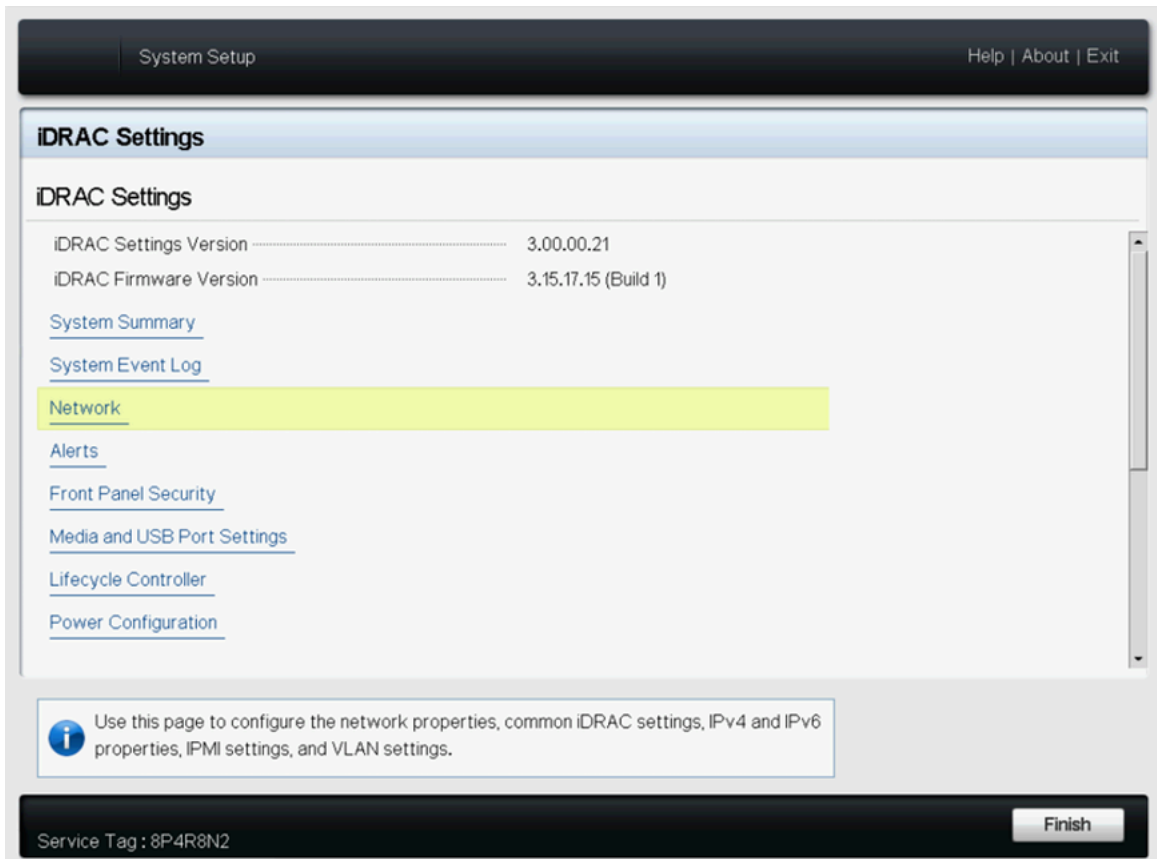 System Setup
Help | About | Exit
iDRAC Settings
iDRAC Settings
iDRAC Settings Version 3.00.00.21
iDRAC Firmware Version 3.15.17.15 (Build 1)
System Summary
System Event Log
Network
Alerts
Front Panel Security
Media and USB Port Settings
Lifecycle Controller
Power Configuration
Use this page to configure the network properties, common iDRAC settings, IPv4 and IPv6
properties, IPMI settings, and VLAN settings.
Service Tag : 8P4R8N2
Finish